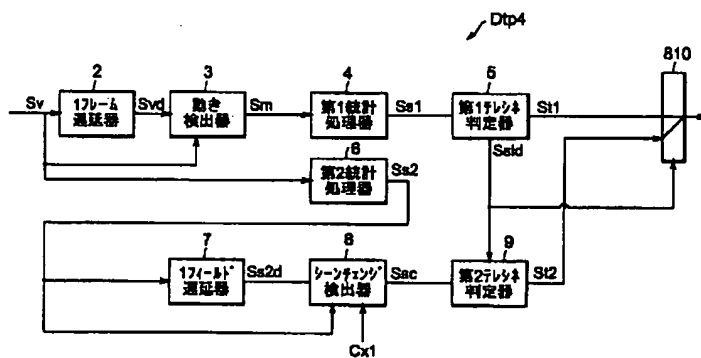 Dtp4
810
2
3
4
5
Sv
1フレーム
遅延器
Svd
動き
検出器
Sm
第1統計
処理器
Ss1
第1テレシネ
判定器
St1
6
第2統計
処理器
Ss2
Sstd
7
8
9
1フィールド
遅延器
Ss2d
シーンチェンジ
検出器
Ssc
第2テレシネ
判定器
St2
Cx1